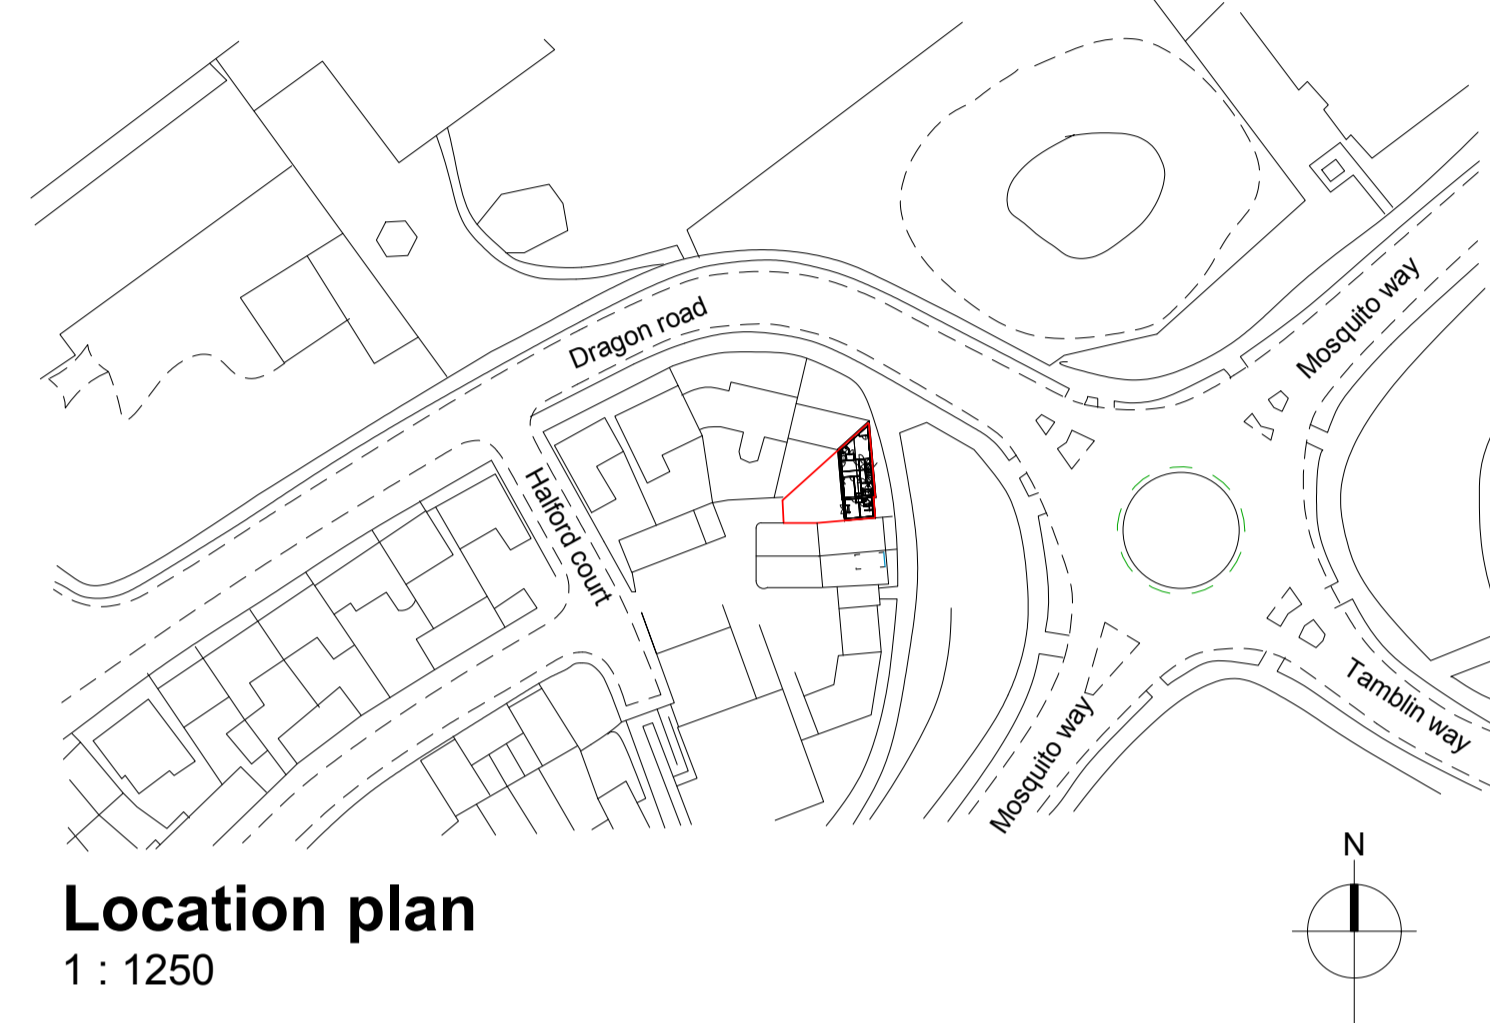 Dragon road
Mosquito way
Halford court
Tamblin way
Mosquito way
N
Location plan
1 : 1250